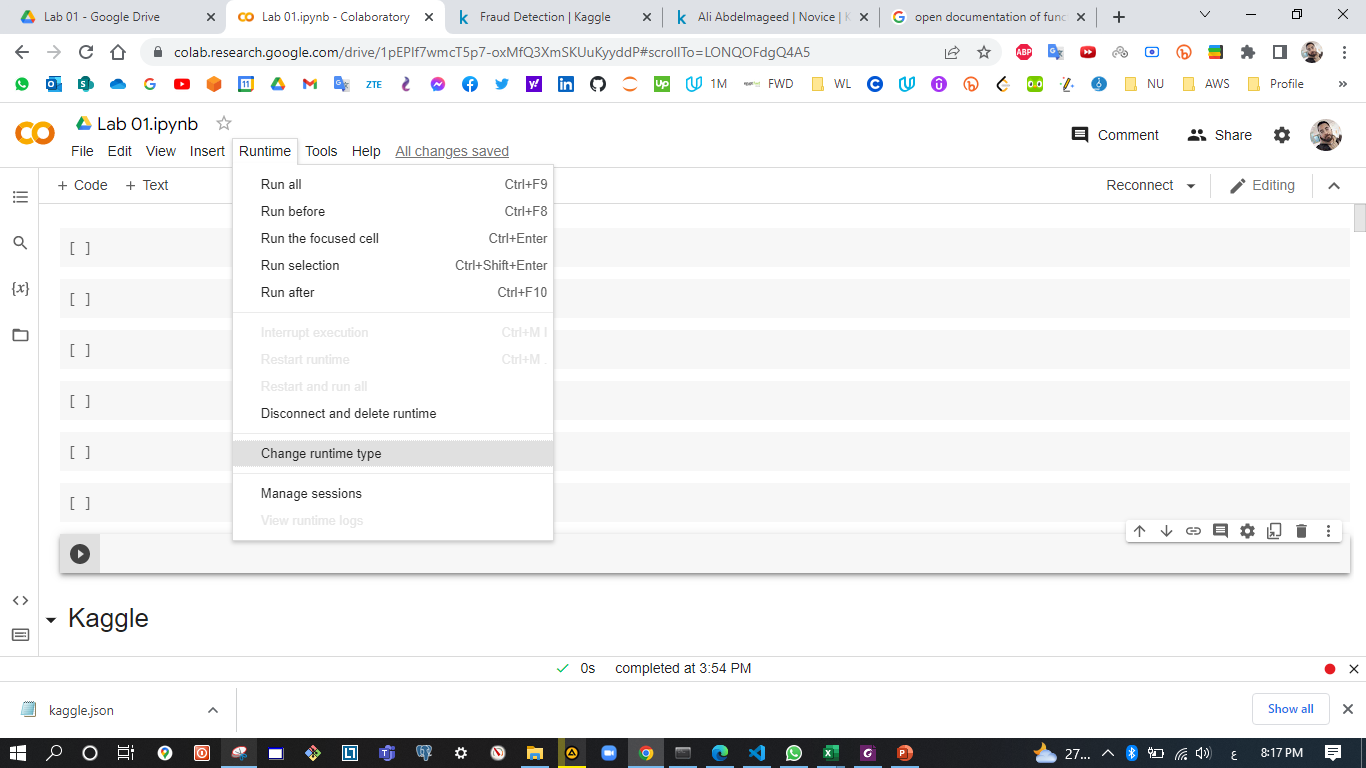 Lab 01 - Google Drive
Lab 01.ipynb - Colaboratory
Fraud Detection | Kaggle
Ali Abdelmageed | Novice | K
open documentation of func
colab.research.google.com/drive/1pEPIf7wmcT5p7-oxMfQ3XmSKUuKyyddP#scrollTo=LONQOFdgQ4A5
ABP
ZTE
1M
FWD
WL
NU
AWS
Profile
»
Lab 01.ipynb
Comment
Share
File Edit View Insert Runtime Tools Help All changes saved
+ Code + Text
Reconnect
Editing
Run all Ctrl+F9
Run before Ctrl+F8
Run the focused cell Ctrl+Enter
Run selection Ctrl+Shift+Enter
Run after Ctrl+F10
Interrupt execution Ctrl+M I
Restart runtime Ctrl+M .
Restart and run all
Disconnect and delete runtime
Change runtime type
Manage sessions
View runtime logs
[ ]
[ ]
[ ]
[ ]
[ ]
[ ]
{x}
<>
Kaggle
0s completed at 3:54 PM
kaggle.json
Show all
27...
ع
8:17 PM